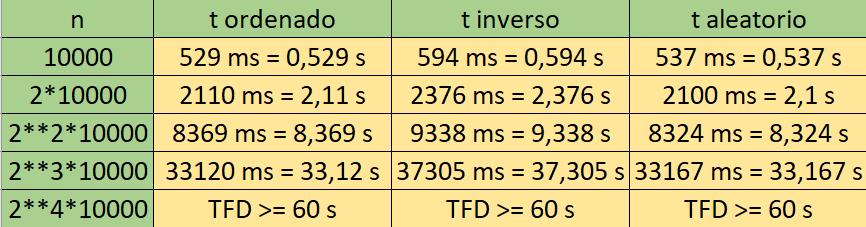 n t ordenado t inverso t aleatorio
10000 529 ms = 0,529 s 594 ms = 0,594 s 537 ms = 0,537 s
2*10000 2110 ms = 2,11 s 2376 ms = 2,376 s 2100 ms = 2,1 s
2**2*10000 8369 ms = 8,369 s 9338 ms = 9,338 s 8324 ms = 8,324 s
2**3*10000 33120 ms = 33,12 s 37305 ms = 37,305 s 33167 ms = 33,167 s
2**4*10000 TFD >= 60 s TFD >= 60 s TFD >= 60 s